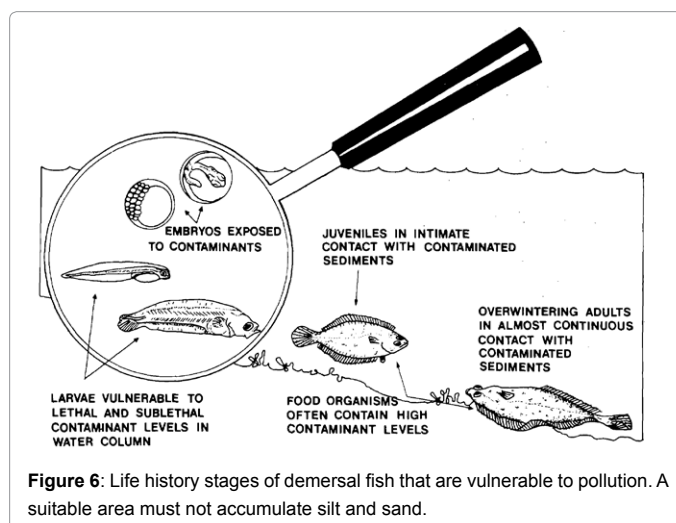 EMBRYOS EXPOSED
TO CONTAMINANTS
JUVENILES IN INTIMATE
CONTACT WITH CONTAMINATED
SEDIMENTS
OVERWINTERING ADULTS
IN ALMOST CONTINUOUS
CONTACT WITH
CONTAMINATED
SEDIMENTS
LARVAE VULNERABLE TO
LETHAL AND SUBLETHAL
CONTAMINANT LEVELS IN
WATER COLUMN
FOOD ORGANISMS
OFTEN CONTAIN HIGH
CONTAMINANT LEVELS
Figure 6: Life history stages of demersal fish that are vulnerable to pollution. A
suitable area must not accumulate silt and sand.